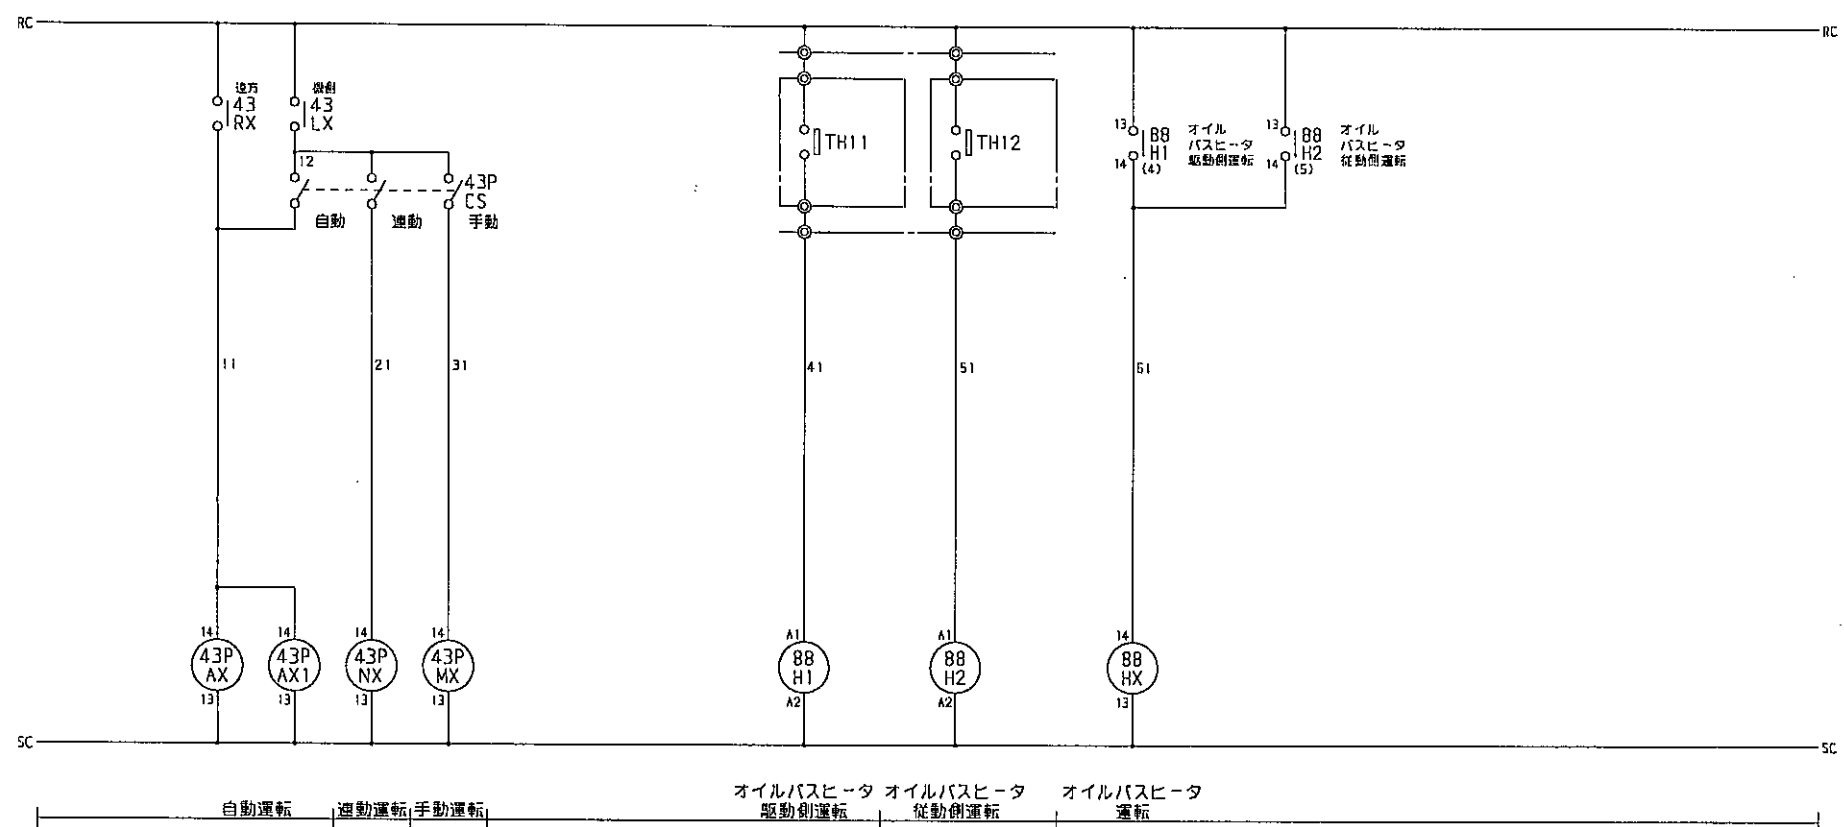 RC
RC
遠方
43
RX
機側
43
LX
12
43P
CS
自動
連動
手動
TH11
TH12
13
88
H1
14
(4)
オイル
バスヒータ
駆動側運転
13
88
H2
14
(5)
オイル
バスヒータ
従動側運転
11
21
31
41
51
61
14
43P
AX
13
14
43P
AX1
13
14
43P
NX
13
14
43P
MX
13
A1
88
H1
A2
A1
88
H2
A2
14
88
HX
13
SC
SC
自動運転
連動運転
手動運転
オイルバスヒータ
駆動側運転
オイルバスヒータ
従動側運転
オイルバスヒータ
運転